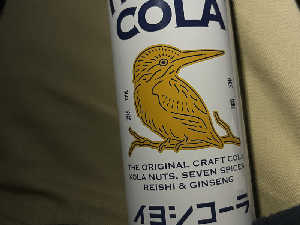 COLA
THE ORIGINAL CRAFT COLA
KOLA NUTS, SEVEN SPICES
REISHI & GINSENG
イヨシコーラ